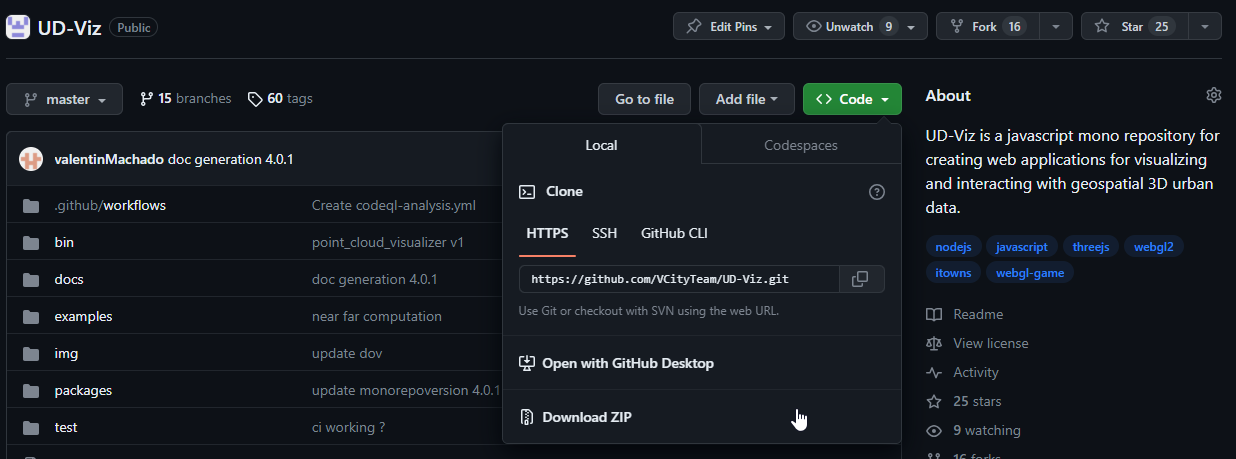 UD-Viz Public Edit Pins Unwatch 9 Fork 16 Star 25
master 15 branches 60 tags Go to file Add file <> Code
valentinMachado doc generation 4.0.1
.github/workflows Create codeql-analysis.yml
bin point_cloud_visualizer v1
docs doc generation 4.0.1
examples near far computation
img update dov
packages update monorepoversion 4.0.1
test ci working ?
Local Codespaces
Clone
HTTPS SSH GitHub CLI
https://github.com/VCityTeam/UD-Viz.git
Use Git or checkout with SVN using the web URL.
Open with GitHub Desktop
Download ZIP
About
UD-Viz is a javascript mono repository for
creating web applications for visualizing
and interacting with geospatial 3D urban
data.
nodejs javascript threejs webgl2
itowns webgl-game
Readme
View license
Activity
25 stars
9 watching
16 forks